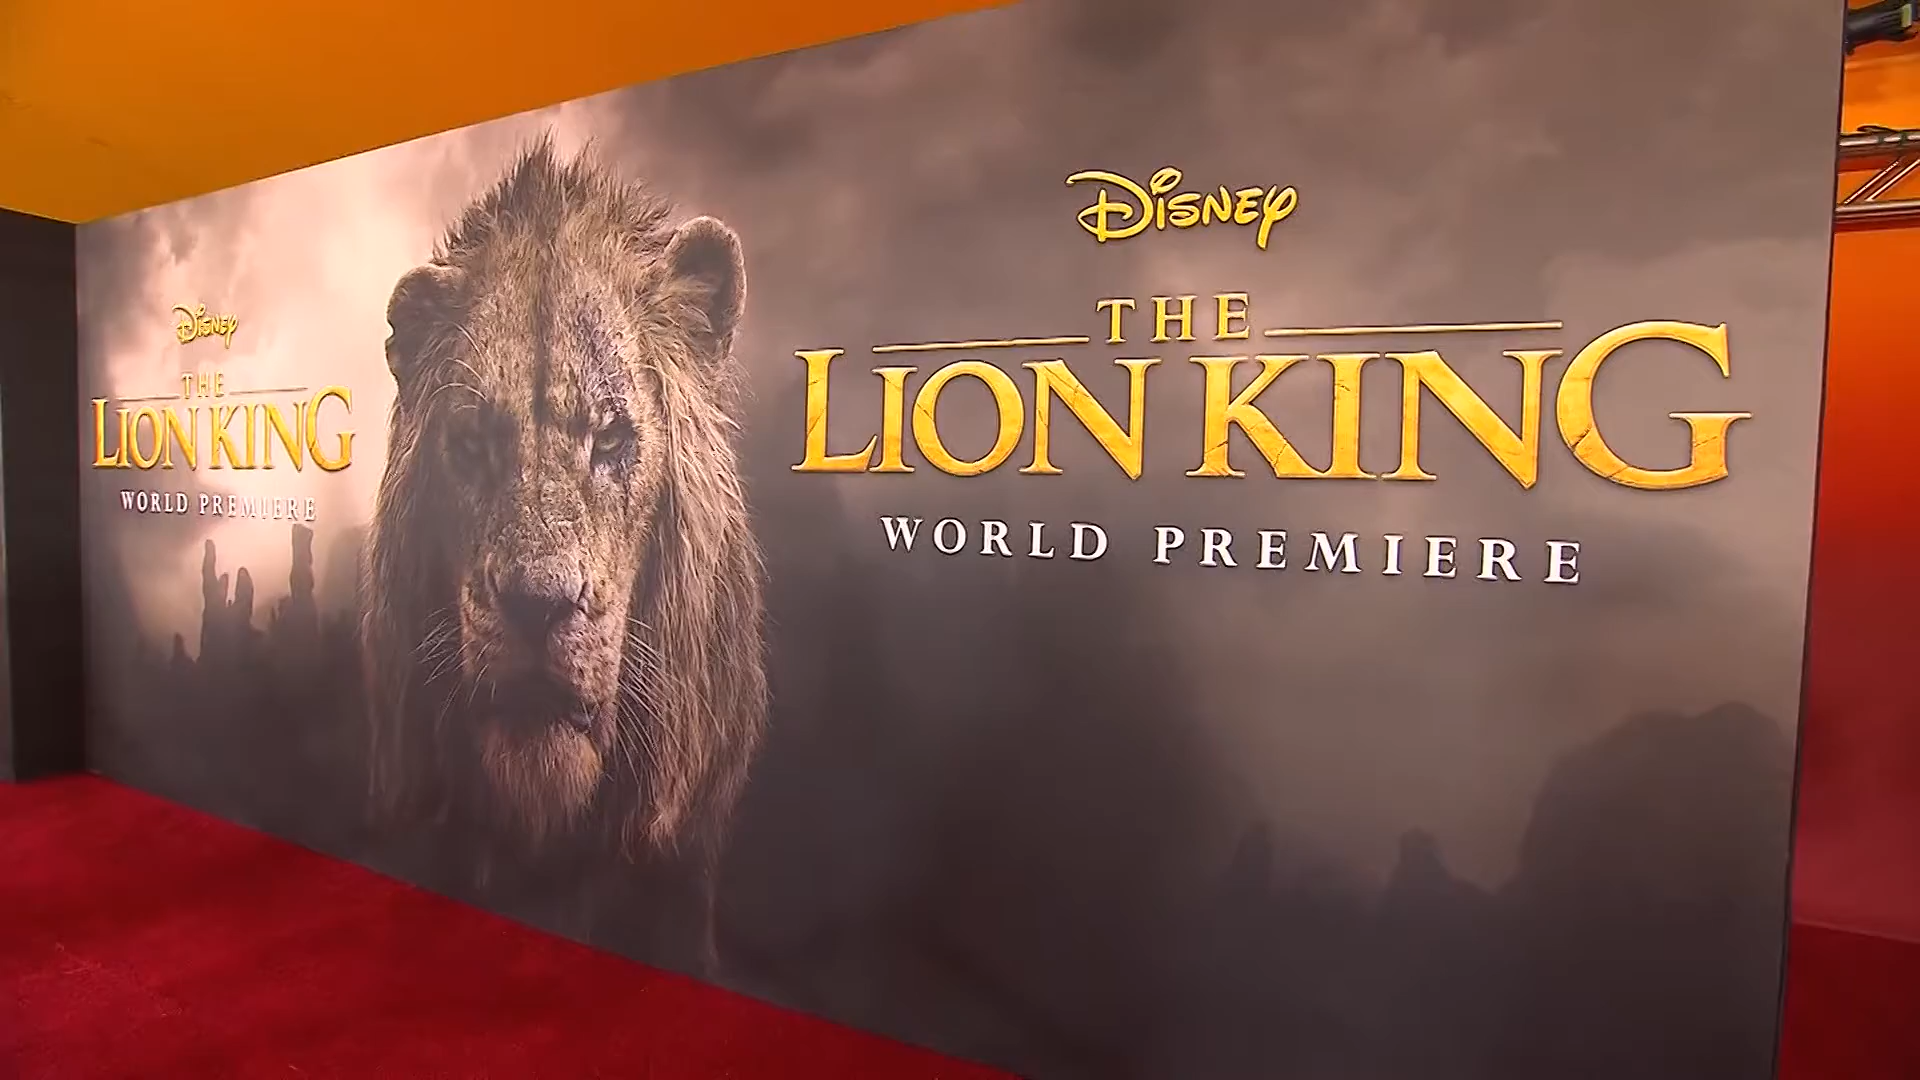 Disney
THE
LION KING
WORLD PREMIERE
Disney
THE
LION KING
WORLD PREMIERE